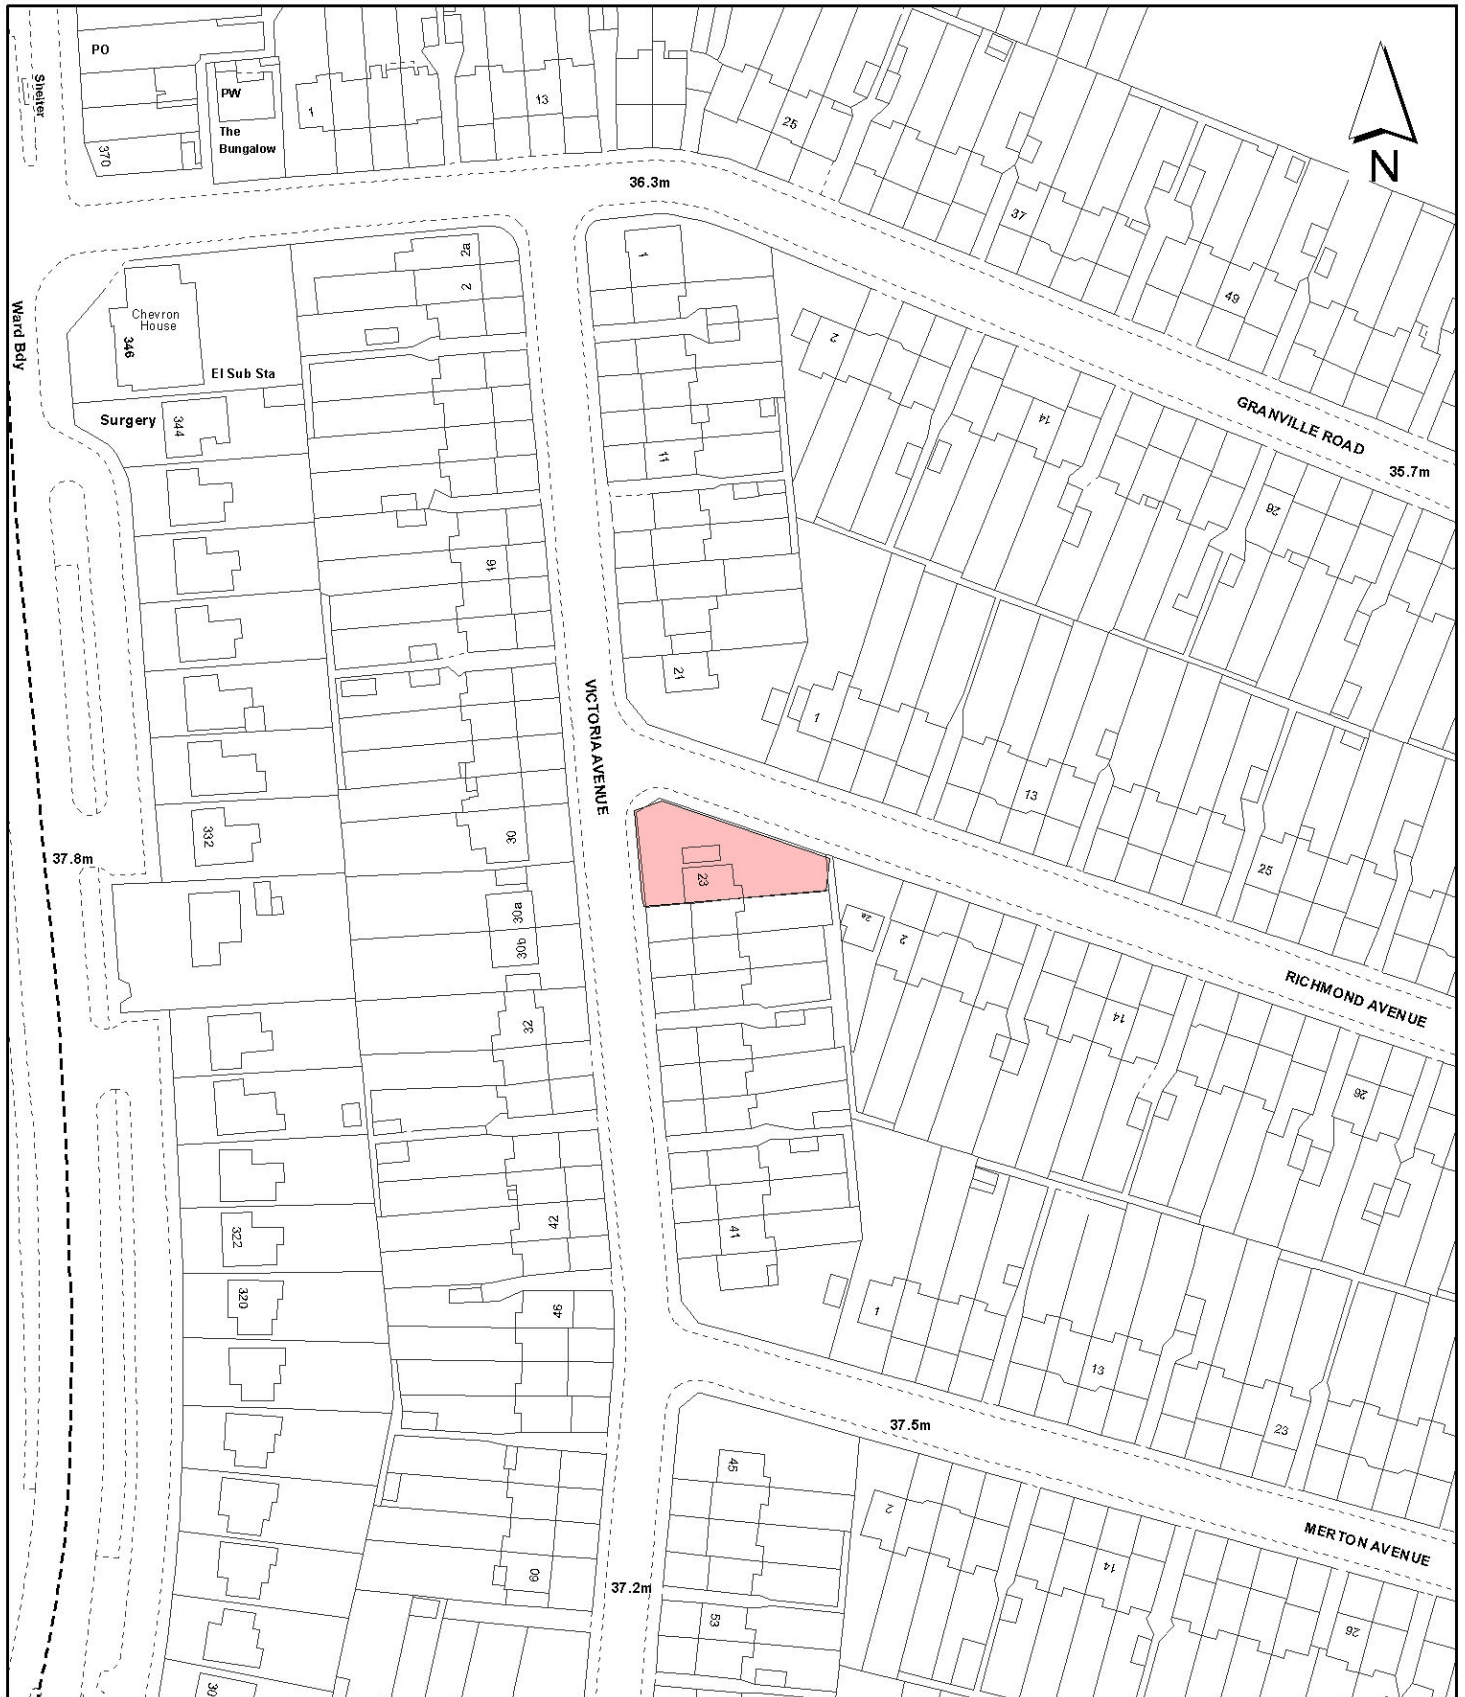 PO
Shelter
PW
The
Bungalow
1
13
25
370
N
36.3m
37
2a
2
1
49
Chevron
House
346
Ward Bdy
El Sub Sta
2
Surgery
344
14
GRANVILLE ROAD
11
35.7m
26
16
21
1
VICTORIA AVENUE
13
332
30
37.8m
25
23
30a
2a
30b
2
RICHMOND AVENUE
32
14
26
42
41
322
320
46
1
13
37.5m
23
45
2
MERTON AVENUE
14
60
37.2m
53
26
30